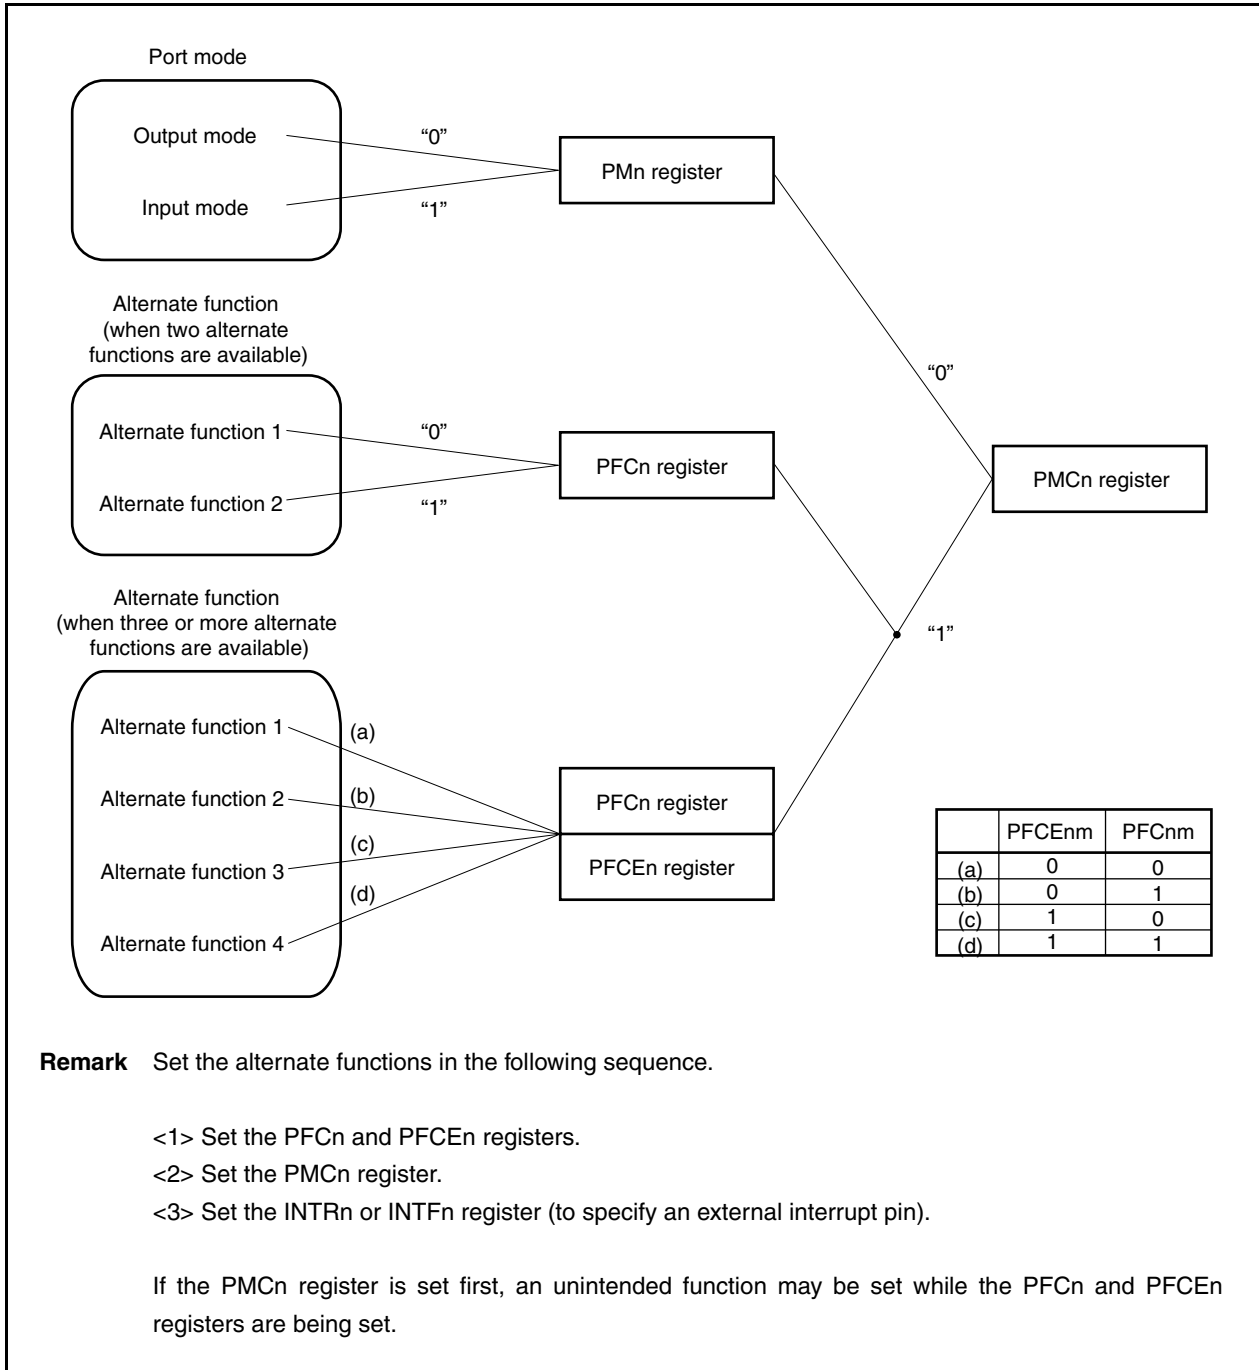 Port mode
Output mode
“0”
PMn register
Input mode
“1”
Alternate function
(when two alternate
functions are available)
“0”
Alternate function 1
“0”
PFCn register
PMCn register
Alternate function 2
“1”
Alternate function
(when three or more alternate
functions are available)
“1”
Alternate function 1
(a)
Alternate function 2
(b)
PFCn register
Alternate function 3
(c)
PFCEn register
(d)
Alternate function 4
PFCEnm PFCnm
(a) 0 0
(b) 0 1
(c) 1 0
(d) 1 1
Remark Set the alternate functions in the following sequence.
<1> Set the PFCn and PFCEn registers.
<2> Set the PMCn register.
<3> Set the INTRn or INTFn register (to specify an external interrupt pin).
If the PMCn register is set first, an unintended function may be set while the PFCn and PFCEn
registers are being set.